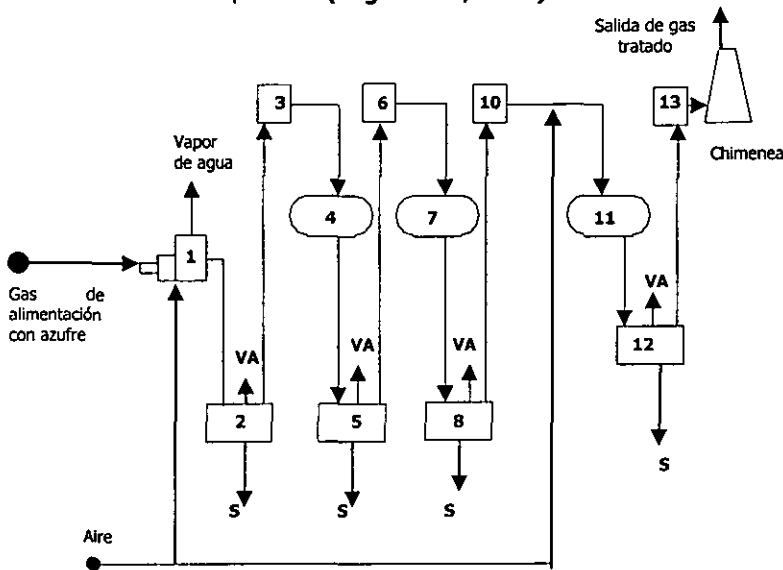 Salida de gas
tratado
3
6
10
13
Vapor
de agua
Chimenea
4
7
11
1
Gas de
alimentación
con azufre
VA
VA
VA
VA
12
2
5
8
S
S
S
S
Aire